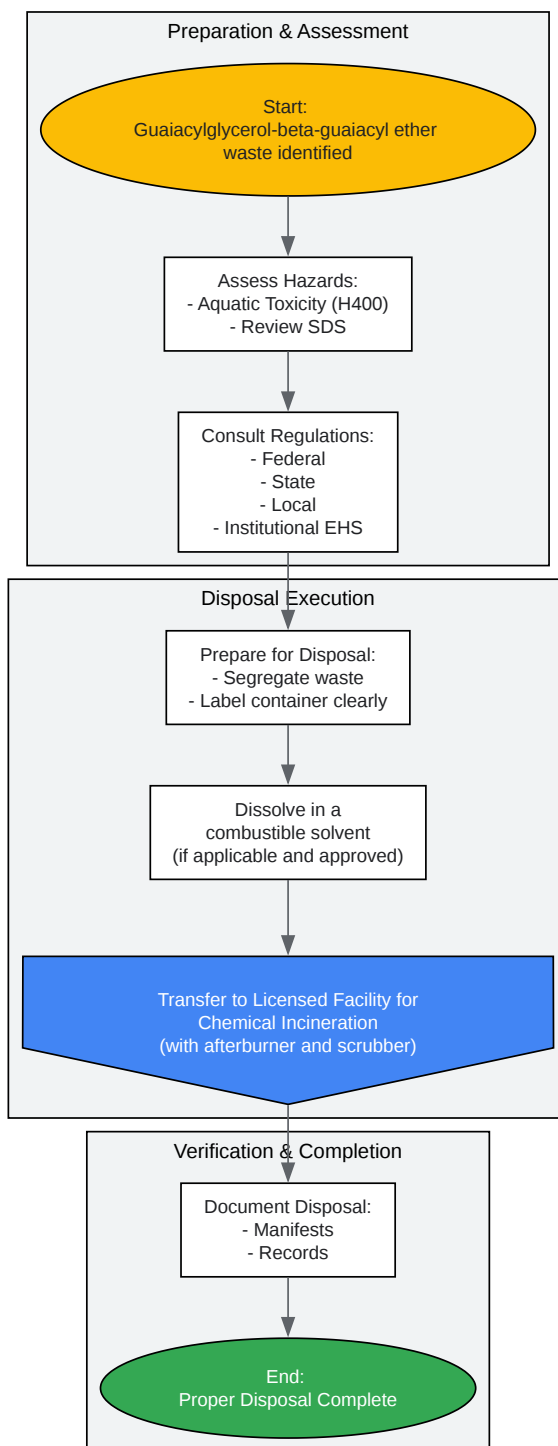 Preparation & Assessment
Start:
Guaiacylglycerol-beta-guaiacyl ether
waste identified
Assess Hazards:
- Aquatic Toxicity (H400)
- Review SDS
Consult Regulations:
- Federal
- State
- Local
- Institutional EHS
Disposal Execution
Prepare for Disposal:
- Segregate waste
- Label container clearly
Dissolve in a
combustible solvent
(if applicable and approved)
Transfer to Licensed Facility for
Chemical Incineration
(with afterburner and scrubber)
Verification & Completion
Document Disposal:
- Manifests
- Records
End:
Proper Disposal Complete